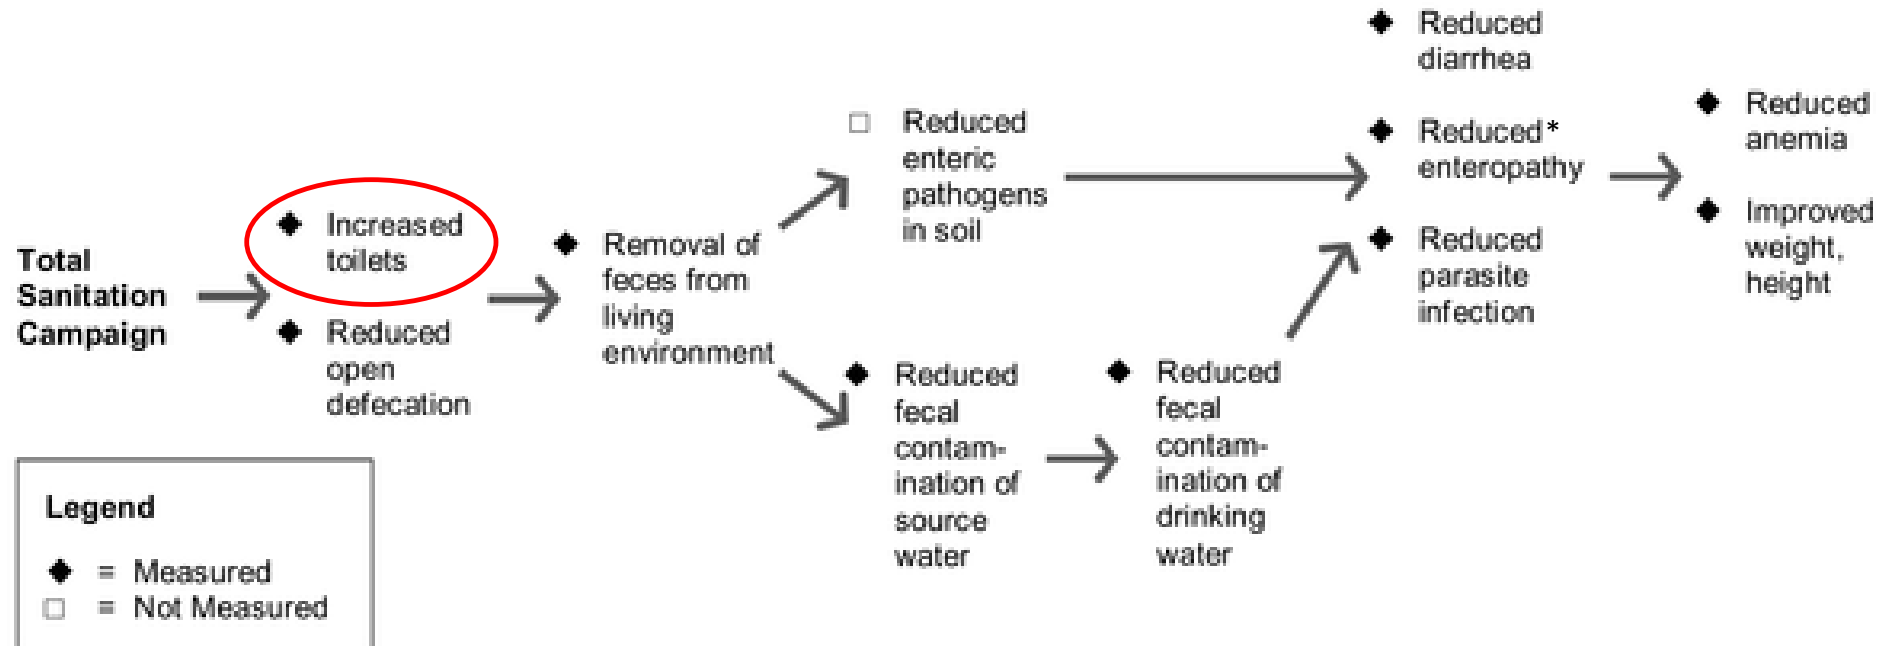 Total
Sanitation
Campaign
◆ Increased
toilets
◆ Reduced
open
defecation
◆ Removal of
feces from
living
environment
□ Reduced
enteric
pathogens
in soil
◆ Reduced
fecal
contam-
ination of
source
water
◆ Reduced
fecal
contam-
ination of
drinking
water
◆ Reduced
diarrhea
◆ Reduced*
enteropathy
◆ Reduced
parasite
infection
◆ Reduced
anemia
◆ Improved
weight,
height
Legend
◆ = Measured
□ = Not Measured